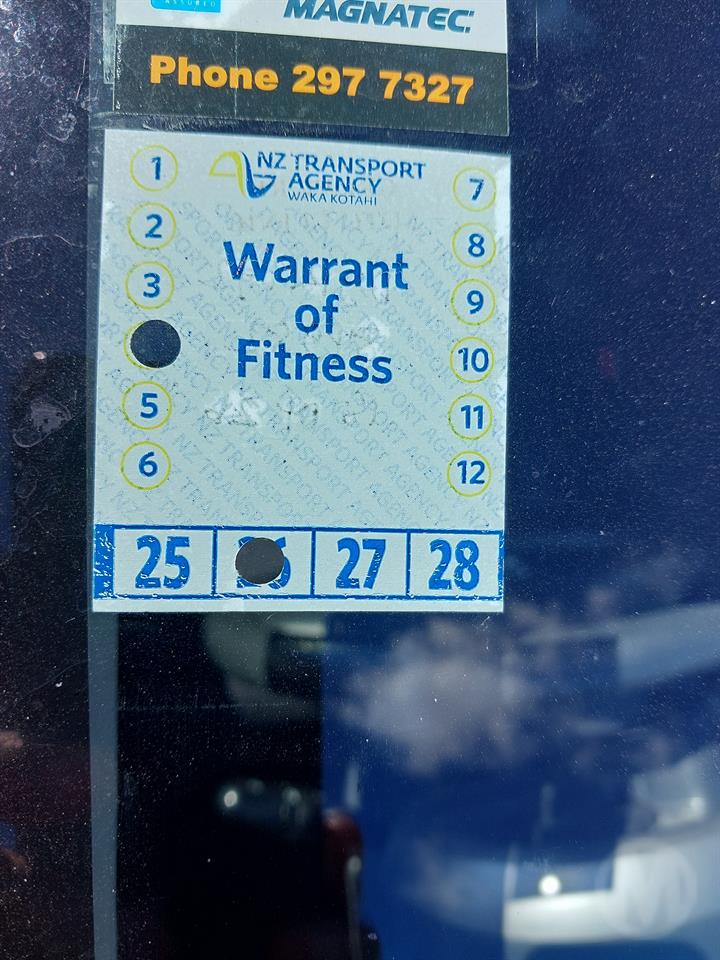 ASSURED
MAGNATEC
Phone 297 7327
NZ TRANSPORT
AGENCY
WAKA KOTAHI
1
2
3
5
6
Warrant
of
Fitness
7
8
9
10
11
12
25
27
28